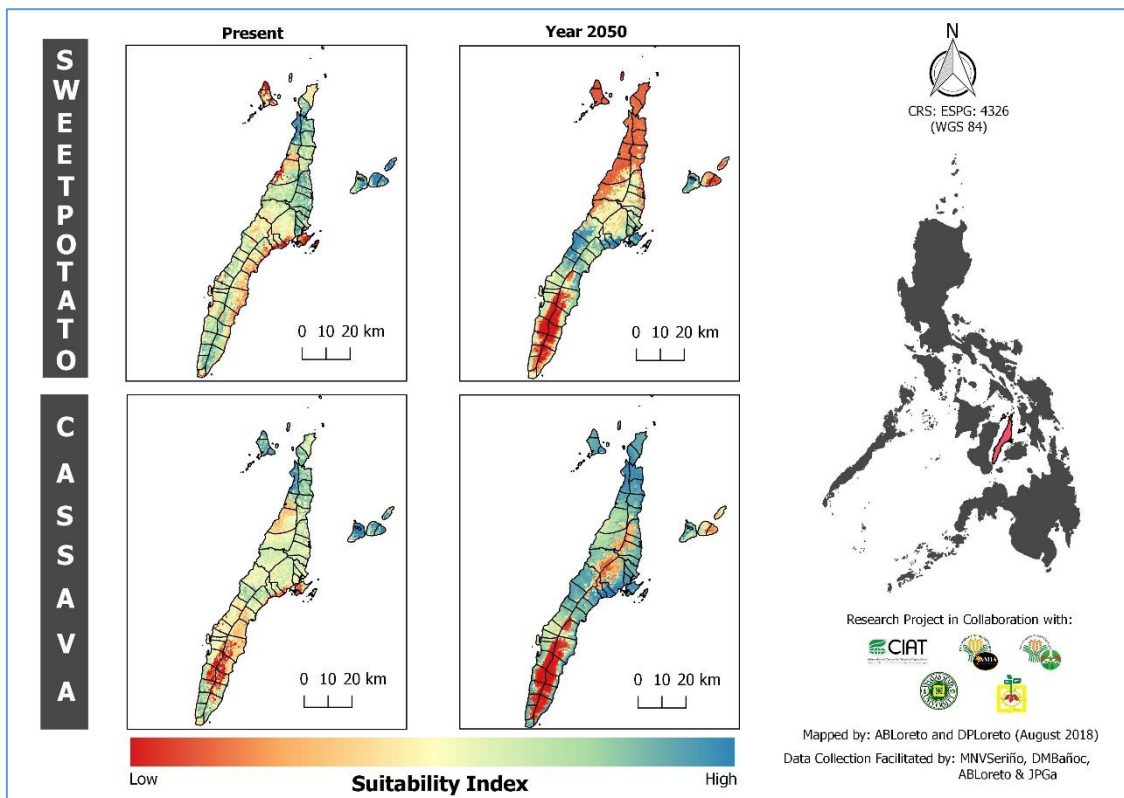 SWEETPOTATO
CASSAVA
Present
Year 2050
0 10 20 km
0 10 20 km
0 10 20 km
0 10 20 km
Low
High
Suitability Index
N
CRS: ESPG: 4326
(WGS 84)
Research Project in Collaboration with:
CIAT
Mapped by: ABLoreto and DPLoreto (August 2018)
Data Collection Facilitated by: MNVSeriño, DMBañoc,
ABLoreto & JPGa